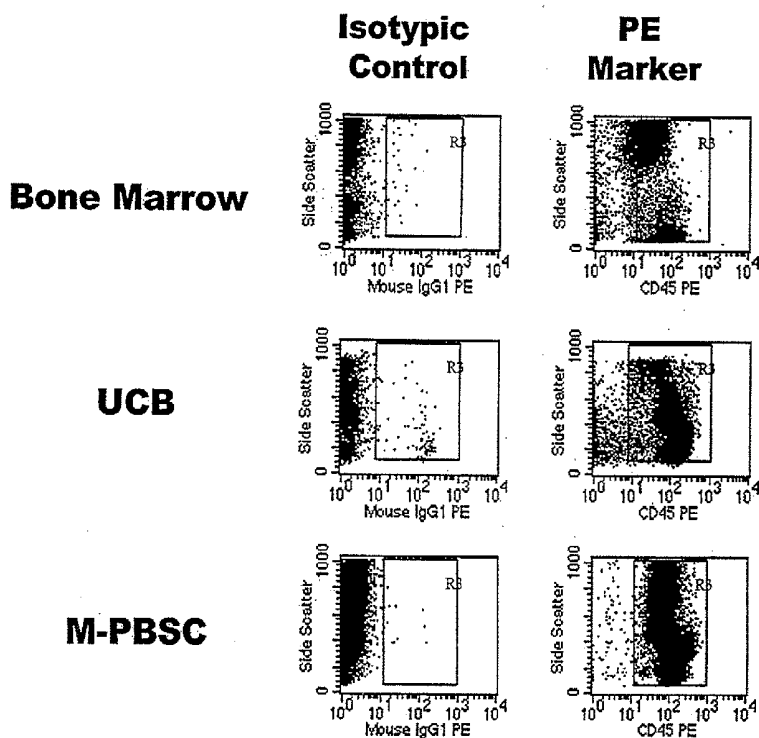 Isotypic Control
PE Marker
Bone Marrow
Side Scatter
0
1000
R3
10^0 10^1 10^2 10^3 10^4
Mouse IgG1 PE
Side Scatter
0
1000
R3
10^0 10^1 10^2 10^3 10^4
CD45 PE
UCB
Side Scatter
0
1000
R3
10^0 10^1 10^2 10^3 10^4
Mouse IgG1 PE
Side Scatter
0
1000
R3
10^0 10^1 10^2 10^3 10^4
CD45 PE
M-PBSC
Side Scatter
0
1000
R3
10^0 10^1 10^2 10^3 10^4
Mouse IgG1 PE
Side Scatter
0
1000
R3
10^0 10^1 10^2 10^3 10^4
CD45 PE